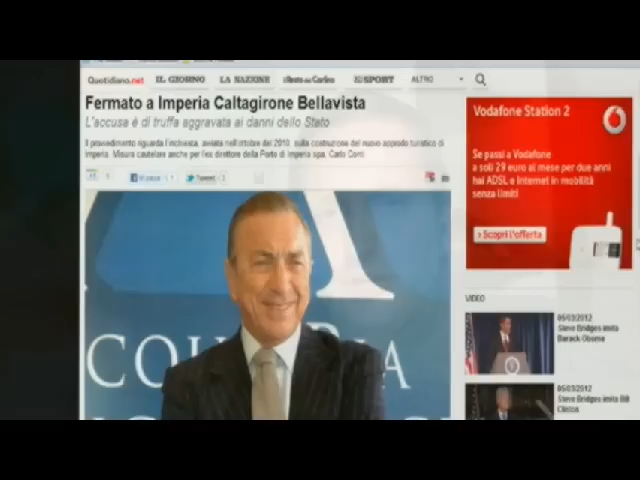 Quotidiano.net IL GIORNO LA NAZIONE il Resto del Carlino SPORT ALTRO
Fermato a Imperia Caltagirone Bellavista
L'accusa è di truffa aggravata ai danni dello Stato
Il provvedimento riguarda l'inchiesta, avviata nell'ottobre del 2010, sulla costruzione del nuovo approdo turistico di
Imperia. Misura cautelare anche per l'ex direttore della Porto di Imperia spa, Carlo Conti
Tweet
Vodafone Station 2
Se passi a Vodafone
a soli 29 euro al mese per due anni
hai ADSL e Internet in mobilità
senza limiti
> Scopri l'offerta
VIDEO
05/03/2012
Steve Bridges imita
Barack Obama
05/03/2012
Steve Bridges imita Bill
Clinton
A